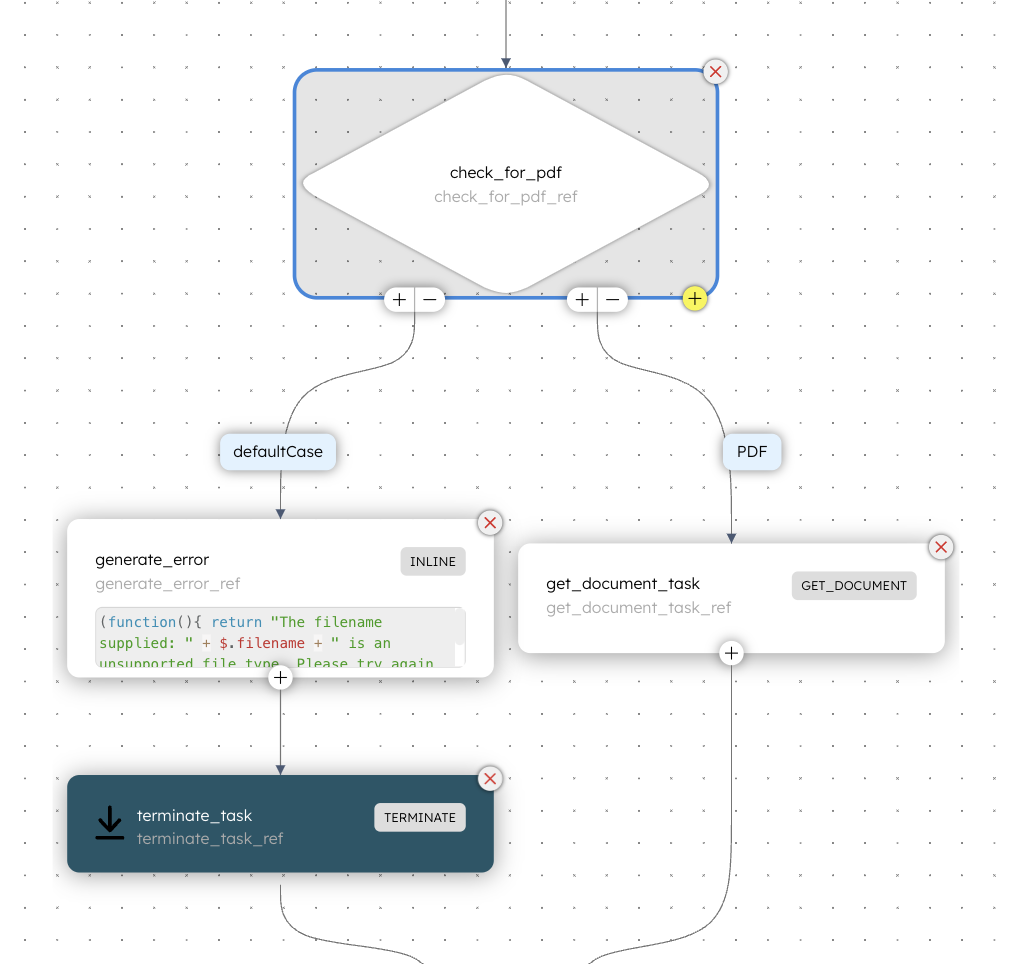 check_for_pdf
check_for_pdf_ref
defaultCase
PDF
generate_error
INLINE
generate_error_ref
(function(){ return "The filename
supplied: " + $.filename + " is an
unsupported file type. Please try again
get_document_task
GET_DOCUMENT
get_document_task_ref
terminate_task
TERMINATE
terminate_task_ref